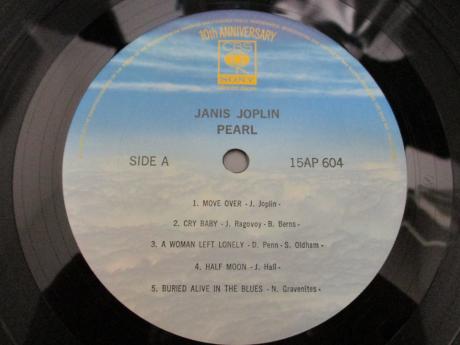 10th ANNIVERSARY
CBS
SONY
JANIS JOPLIN
PEARL
SIDE A
15AP 604
1. MOVE OVER - J. Joplin -
2. CRY BABY - J. Ragovoy - B. Berns -
3. A WOMAN LEFT LONELY - D. Penn - S. Oldham -
4. HALF MOON - J. Hall -
5. BURIED ALIVE IN THE BLUES - N. Gravenites -